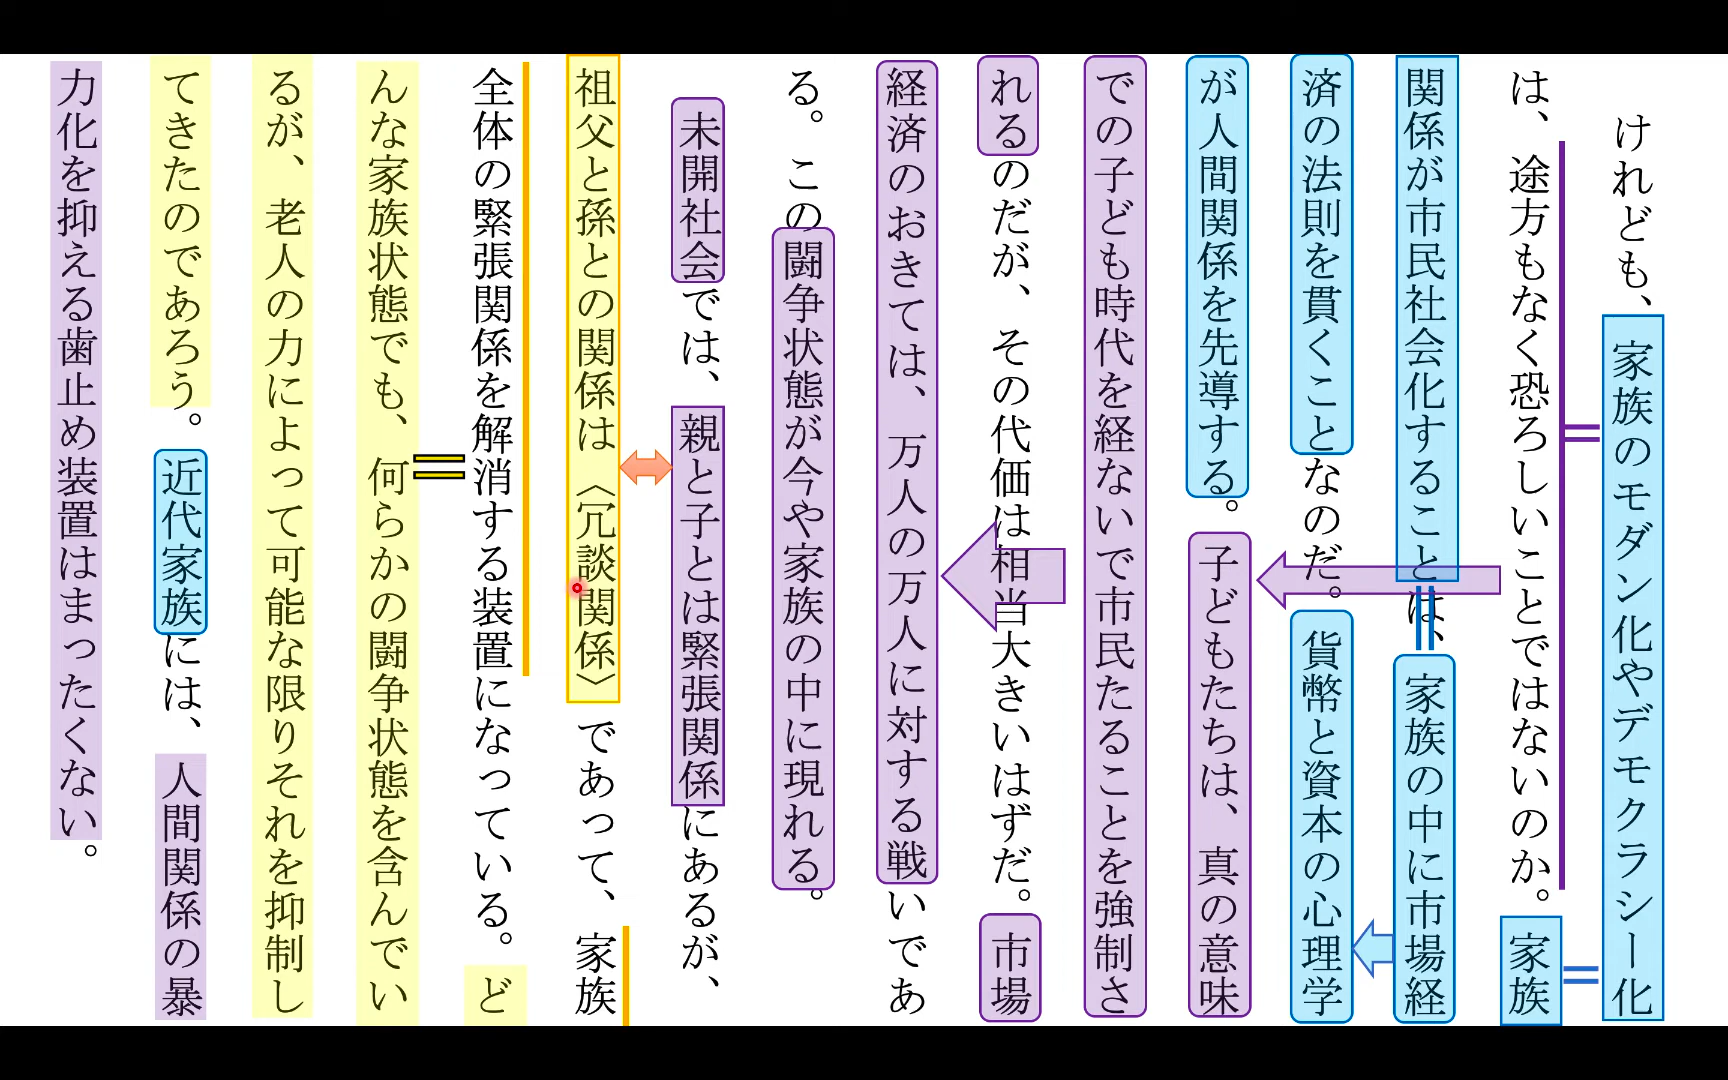 けれども、家族のモダン化やデモクラシー化
は、途方もなく恐ろしいことではないのか。家族
関係が市民社会化することは、家族の中に市場経
済の法則を貫くことなのだ。貨幣と資本の心理学
が人間関係を先導する。子どもたちは、真の意味
での子ども時代を経ないで市民たることを強制さ
れるのだが、その代価は相当大きいはずだ。市場
経済のおきては、万人の万人に対する戦いであ
る。この闘争状態が今や家族の中に現れる。
未開社会では、親と子とは緊張関係にあるが、
祖父と孫との関係は〈冗談関係〉であって、家族
全体の緊張関係を解消する装置になっている。ど
んな家族状態でも、何らかの闘争状態を含んでい
るが、老人の力によって可能な限りそれを抑制し
てきたのであろう。近代家族には、人間関係の暴
力化を抑える歯止め装置はまったくない。